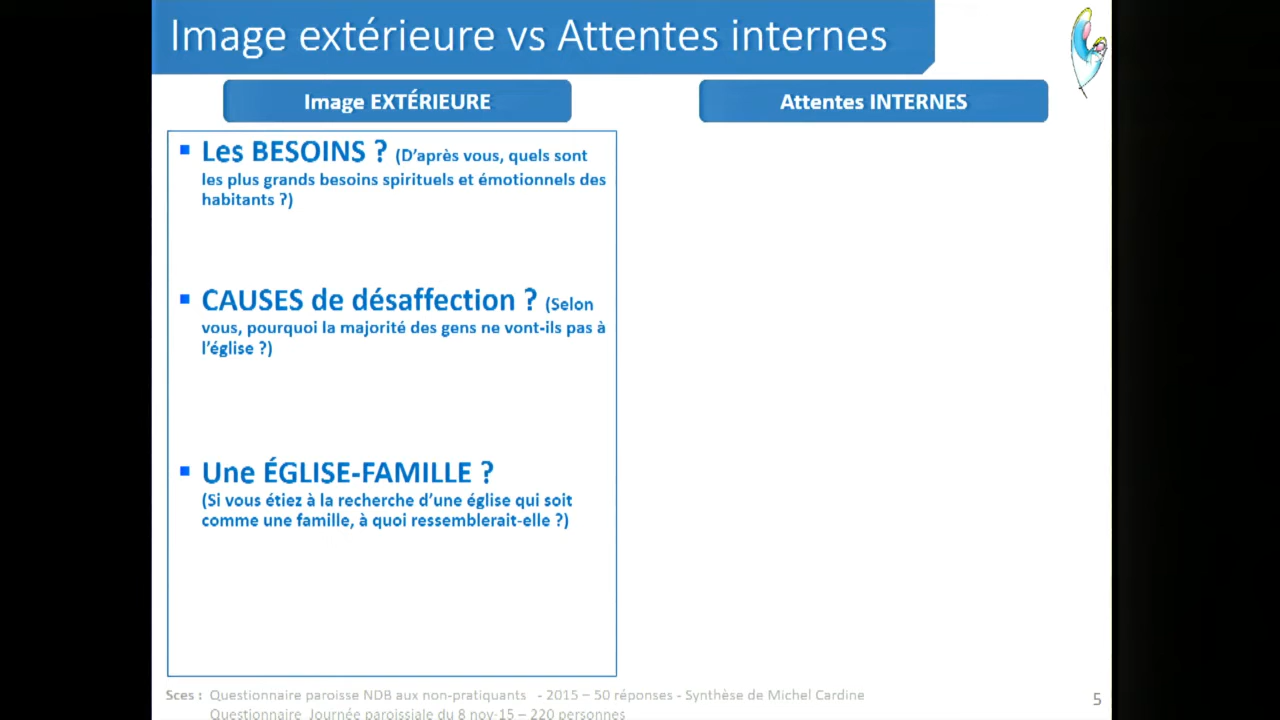 Image extérieure vs Attentes internes
Image EXTÉRIEURE
Attentes INTERNES
▪ Les BESOINS ? (D’après vous, quels sont
les plus grands besoins spirituels et émotionnels des
habitants ?)
▪ CAUSES de désaffection ? (Selon
vous, pourquoi la majorité des gens ne vont-ils pas à
l’église ?)
▪ Une ÉGLISE-FAMILLE ?
(Si vous étiez à la recherche d’une église qui soit
comme une famille, à quoi ressemblerait-elle ?)
Sces : Questionnaire paroisse NDB aux non-pratiquants - 2015 – 50 réponses - Synthèse de Michel Cardine
Questionnaire Journée paroissiale du 8 nov-15 – 220 personnes
5